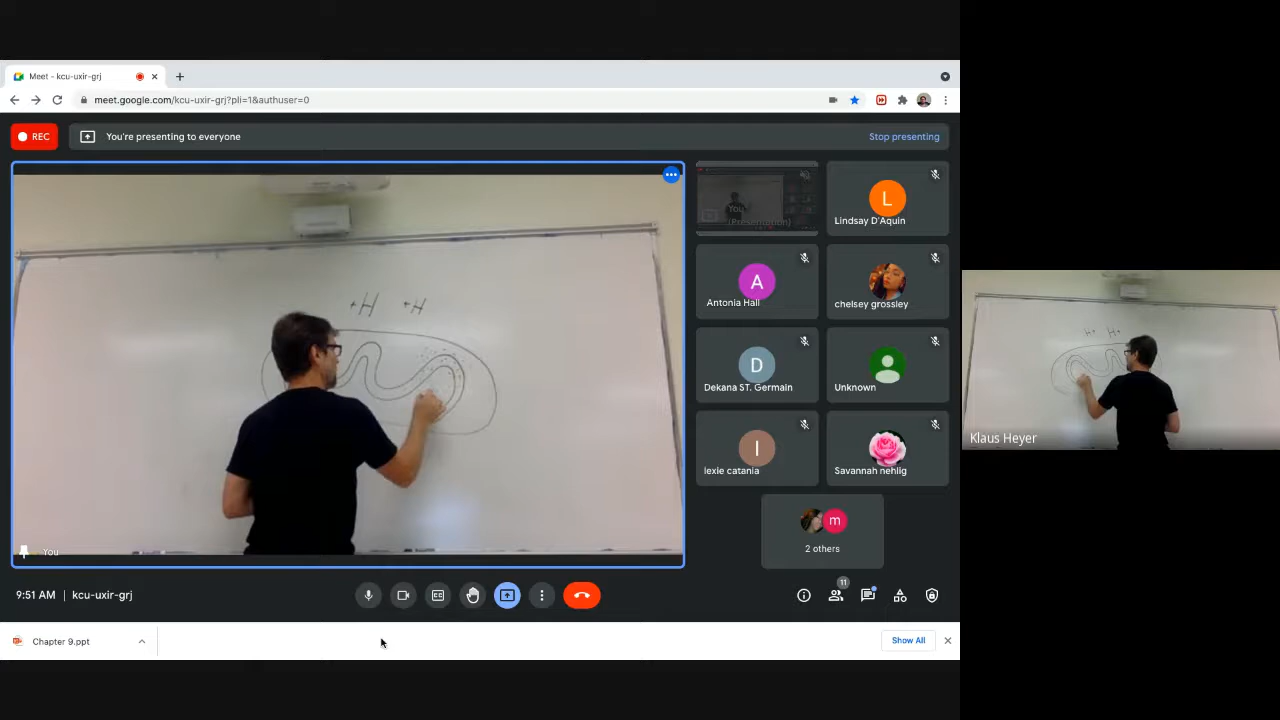 Meet - kcu-uxir-grj
meet.google.com/kcu-uxir-grj?pli=1&authuser=0
REC
You're presenting to everyone
Stop presenting
You
(Presentation)
L
Lindsay D'Aquin
A
Antonia Hall
chelsey grossley
D
Dekana ST. Germain
Unknown
I
lexie catania
Savannah nehlig
m
2 others
+H +H
You
9:51 AM | kcu-uxir-grj
11
Chapter 9.ppt
Show All
H+ H+
Klaus Heyer